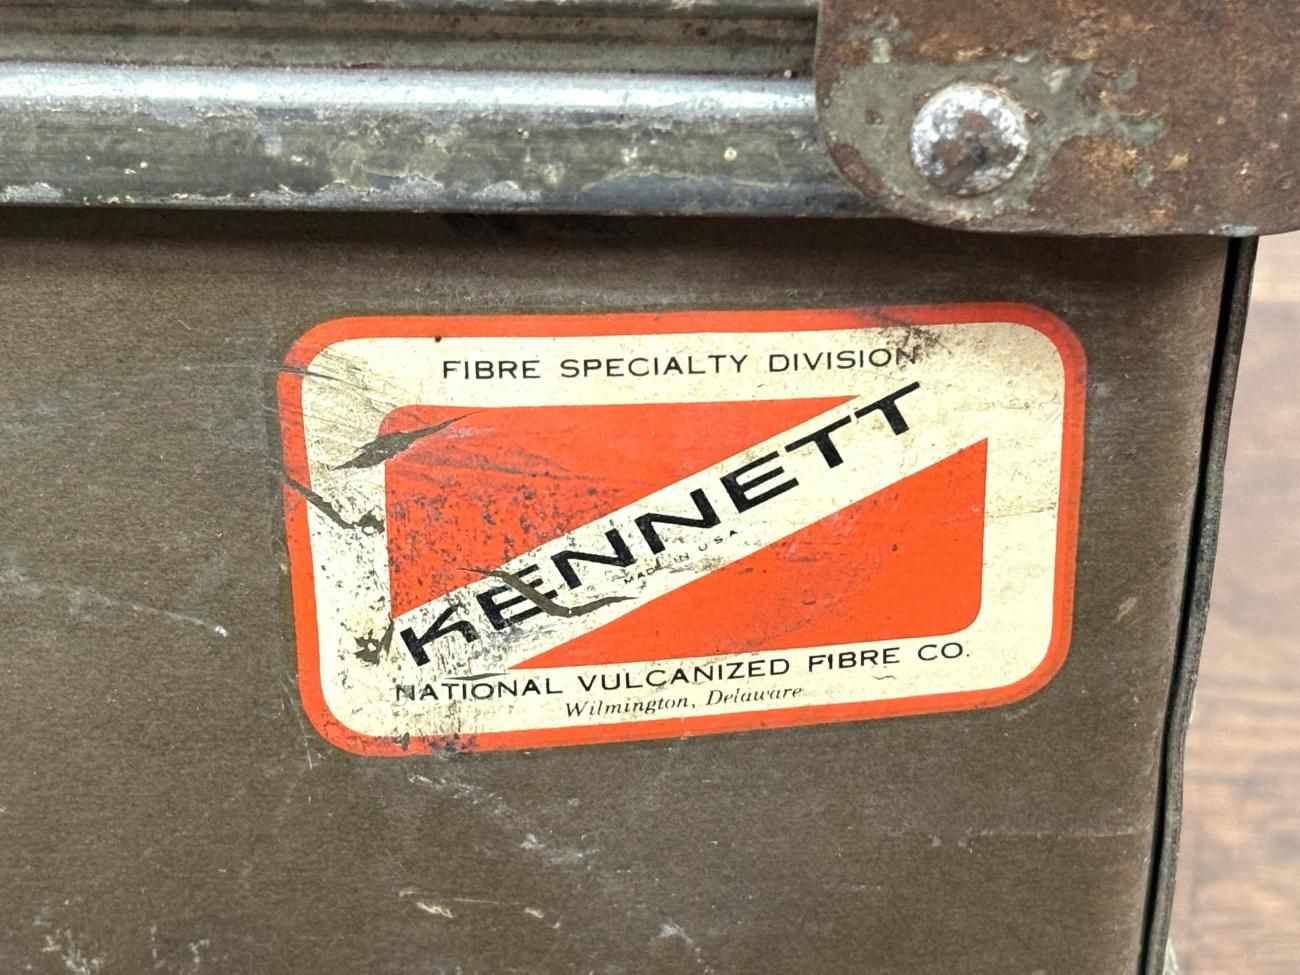 FIBRE SPECIALTY DIVISION
KENNETT
MADE IN U S A
NATIONAL VULCANIZED FIBRE CO.
Wilmington, Delaware